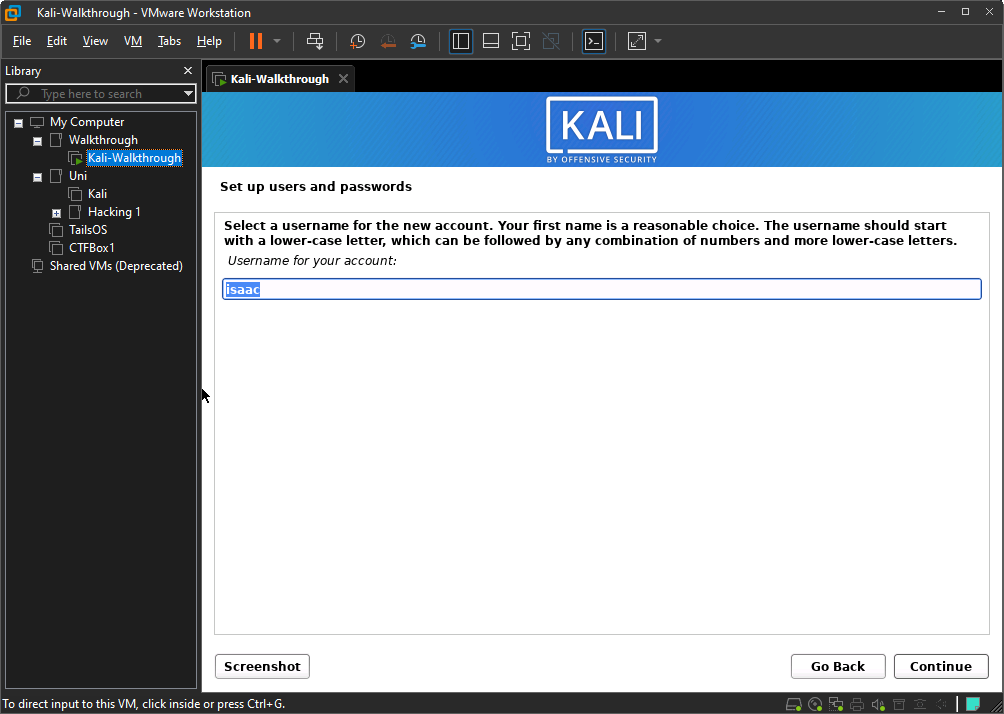 Kali-Walkthrough - VMware Workstation
File Edit View VM Tabs Help
Library
Type here to search
My Computer
Walkthrough
Kali-Walkthrough
Uni
Kali
Hacking 1
TailsOS
CTFBox1
Shared VMs (Deprecated)
Kali-Walkthrough
KALI
BY OFFENSIVE SECURITY
Set up users and passwords
Select a username for the new account. Your first name is a reasonable choice. The username should start
with a lower-case letter, which can be followed by any combination of numbers and more lower-case letters.
Username for your account:
isaac
Screenshot
Go Back
Continue
To direct input to this VM, click inside or press Ctrl+G.